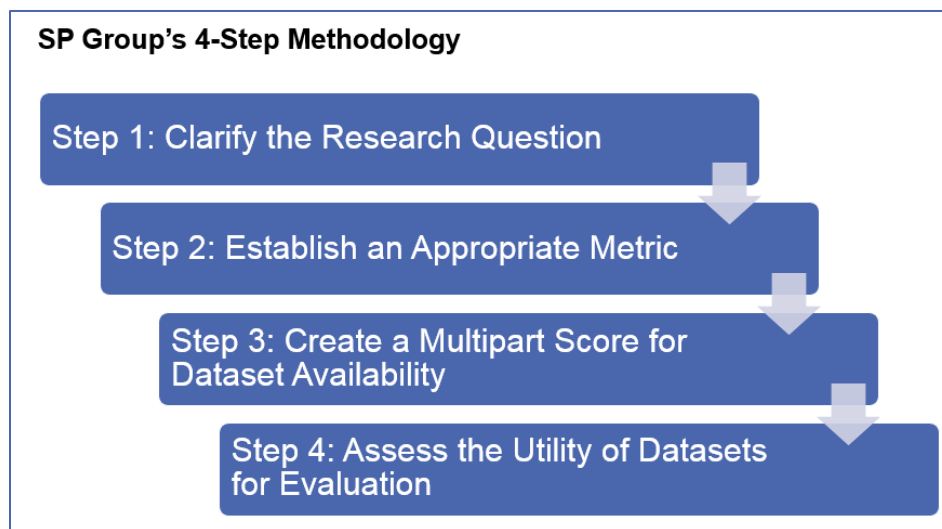 SP Group’s 4-Step Methodology
Step 1: Clarify the Research Question
Step 2: Establish an Appropriate Metric
Step 3: Create a Multipart Score for
Dataset Availability
Step 4: Assess the Utility of Datasets
for Evaluation